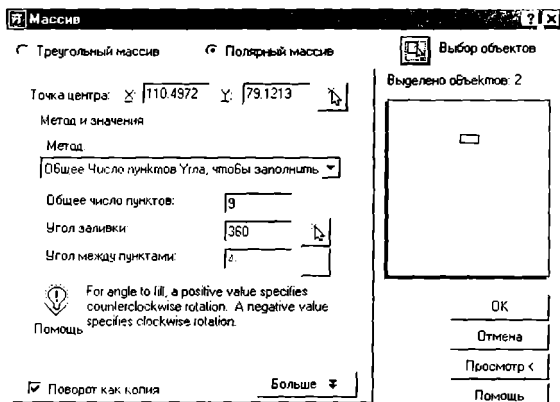 Массив
Треугольный массив Полярный массив
Выбор объектов
Точка центра: X: 110.4972 Y: 79.1213
Метод и значения
Метод:
Общее Число пунктов Угла, чтобы заполнить
Общее число пунктов: 9
Угол заливки: 360
Угол между пунктами:
For angle to fill, a positive value specifies
counterclockwise rotation. A negative value
specifies clockwise rotation.
Помощь
Поворот как копия Больше
Выделено объектов: 2
OK
Отмена
Просмотр <
Помощь